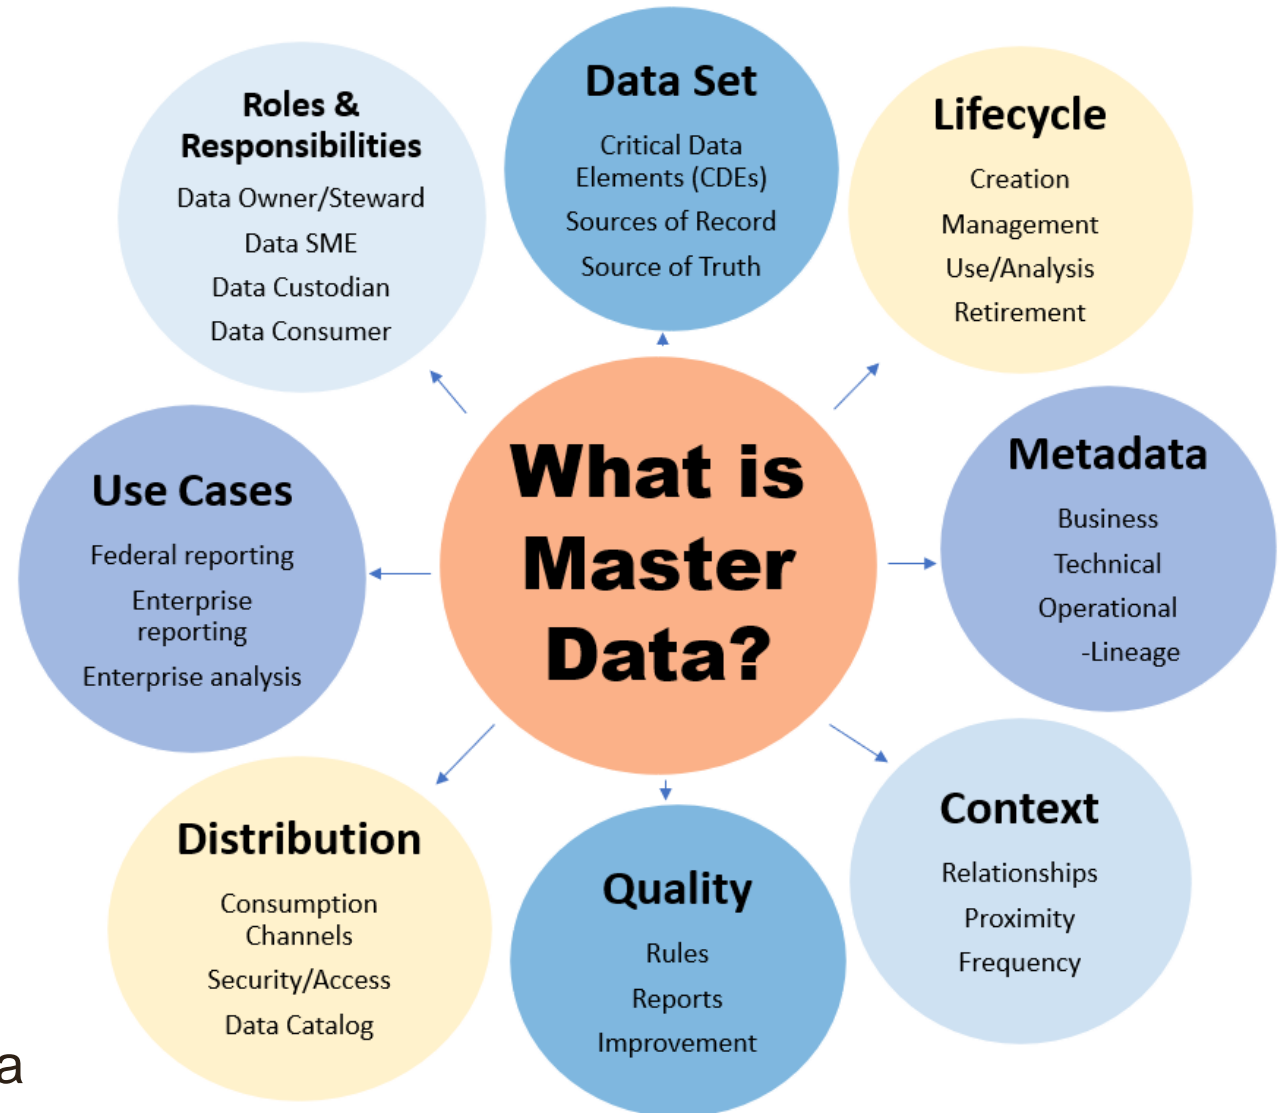 What is
Master
Data?
Data Set
Critical Data
Elements (CDEs)
Sources of Record
Source of Truth
Lifecycle
Creation
Management
Use/Analysis
Retirement
Metadata
Business
Technical
Operational
-Lineage
Context
Relationships
Proximity
Frequency
Quality
Rules
Reports
Improvement
Distribution
Consumption
Channels
Security/Access
Data Catalog
Use Cases
Federal reporting
Enterprise
reporting
Enterprise analysis
Roles &
Responsibilities
Data Owner/Steward
Data SME
Data Custodian
Data Consumer
a